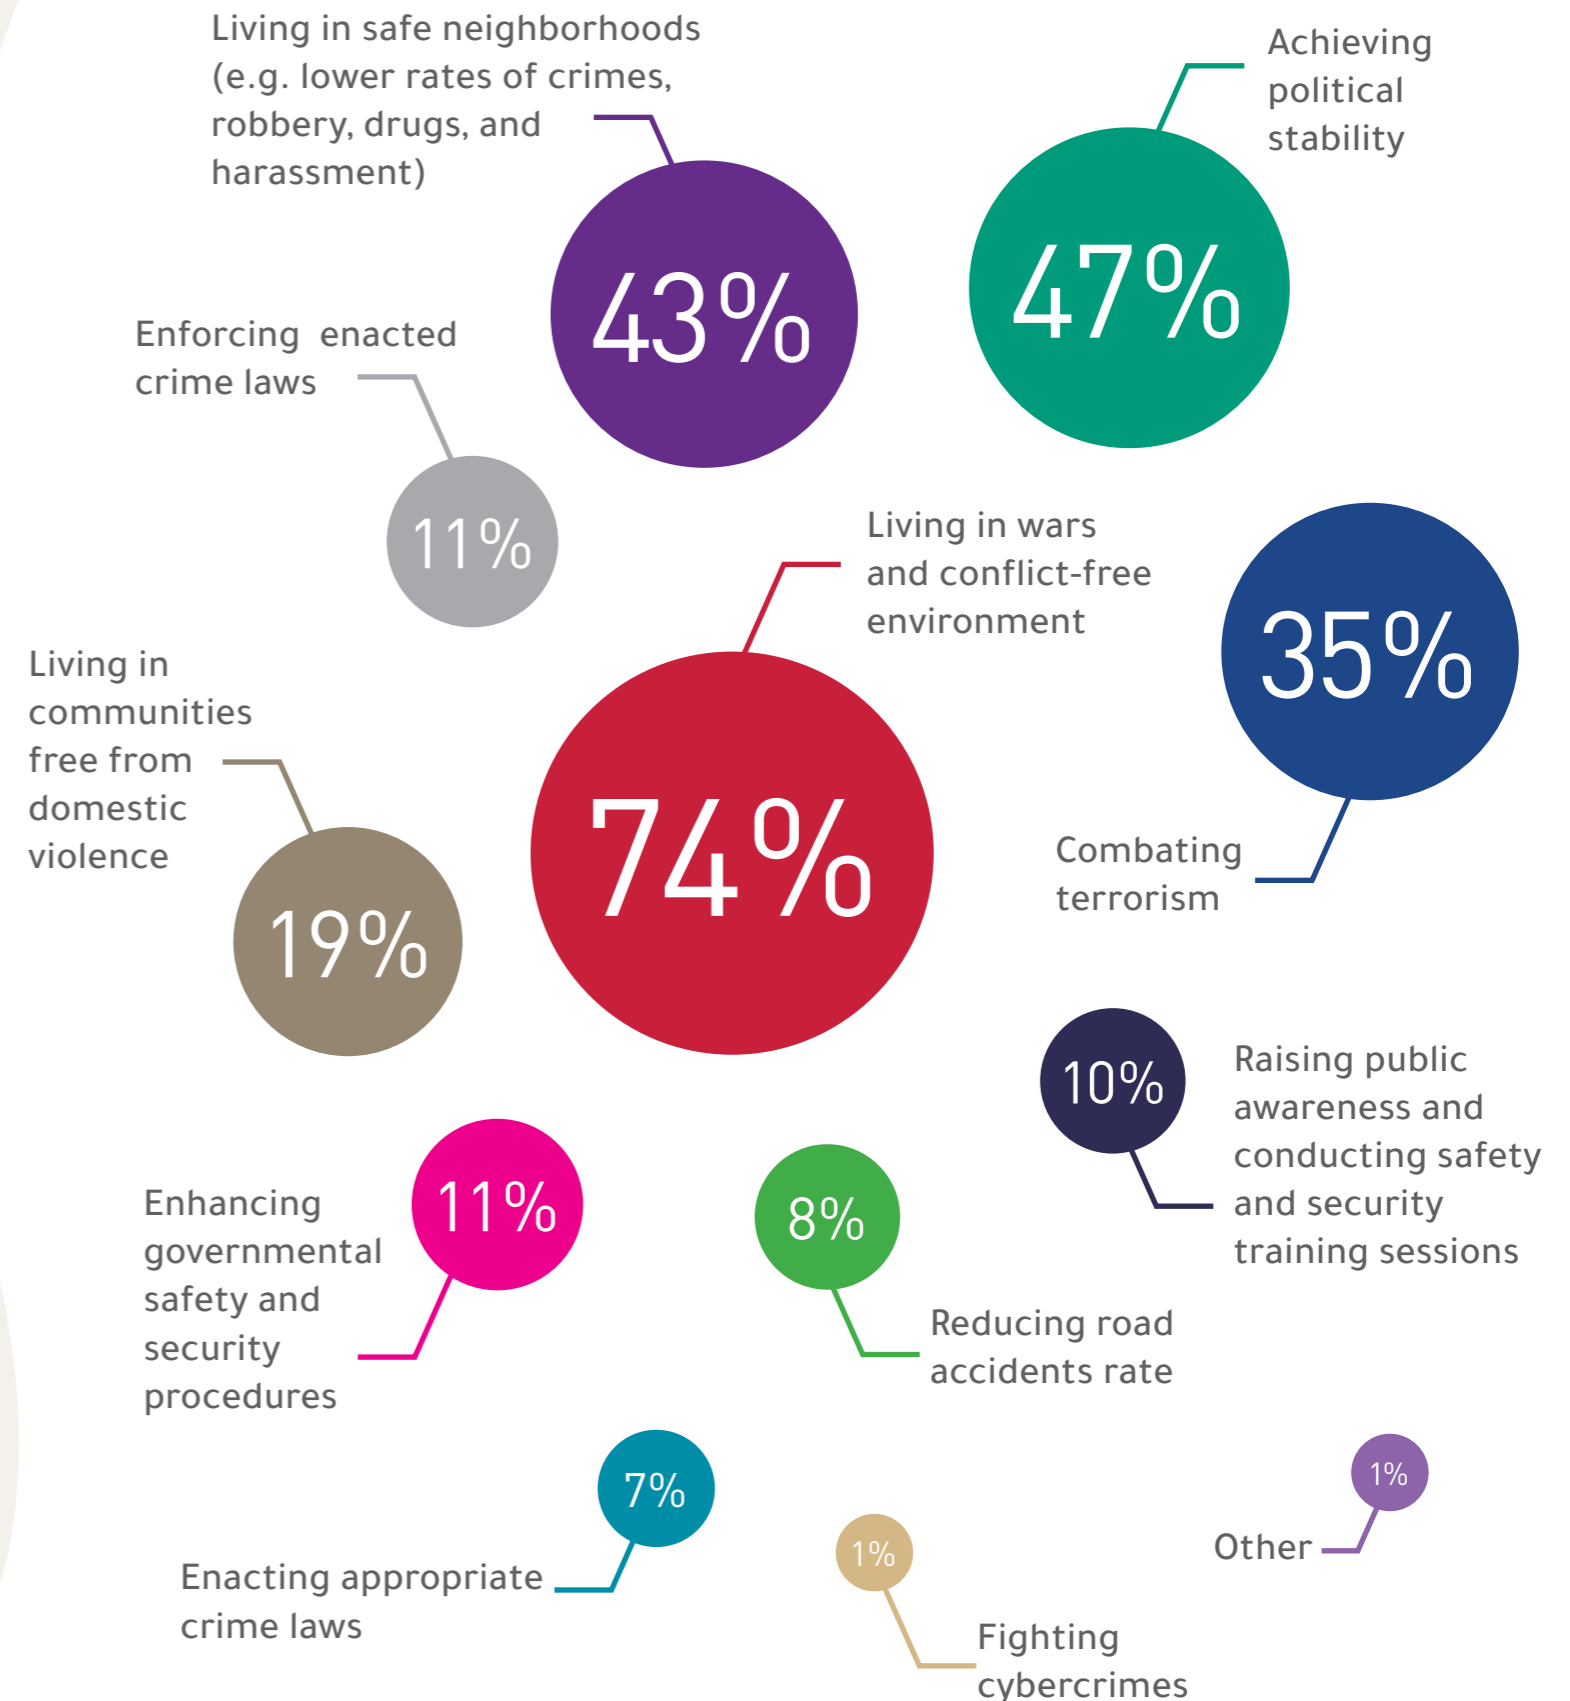 Living in safe neighborhoods
(e.g. lower rates of crimes,
robbery, drugs, and
harassment)
43%
Achieving
political
stability
47%
Enforcing enacted
crime laws
11%
Living in wars
and conflict-free
environment
74%
35%
Combating
terrorism
Living in
communities
free from
domestic
violence
19%
10%
Raising public
awareness and
conducting safety
and security
training sessions
Enhancing
governmental
safety and
security
procedures
11%
8%
Reducing road
accidents rate
7%
Enacting appropriate
crime laws
1%
Fighting
cybercrimes
1%
Other